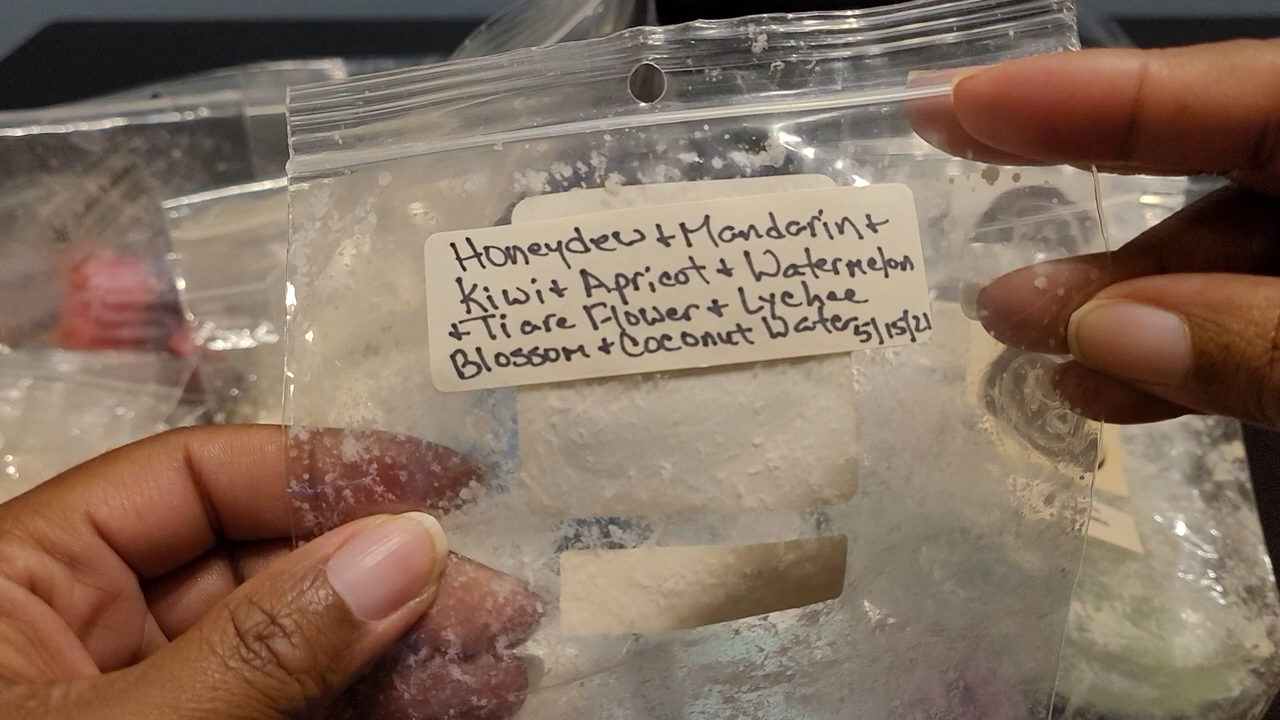 Honeydew + Mandarin +
Kiwi + Apricot + Watermelon
+ Tiare Flower + Lychee
Blossom + Coconut Water 5/15/21